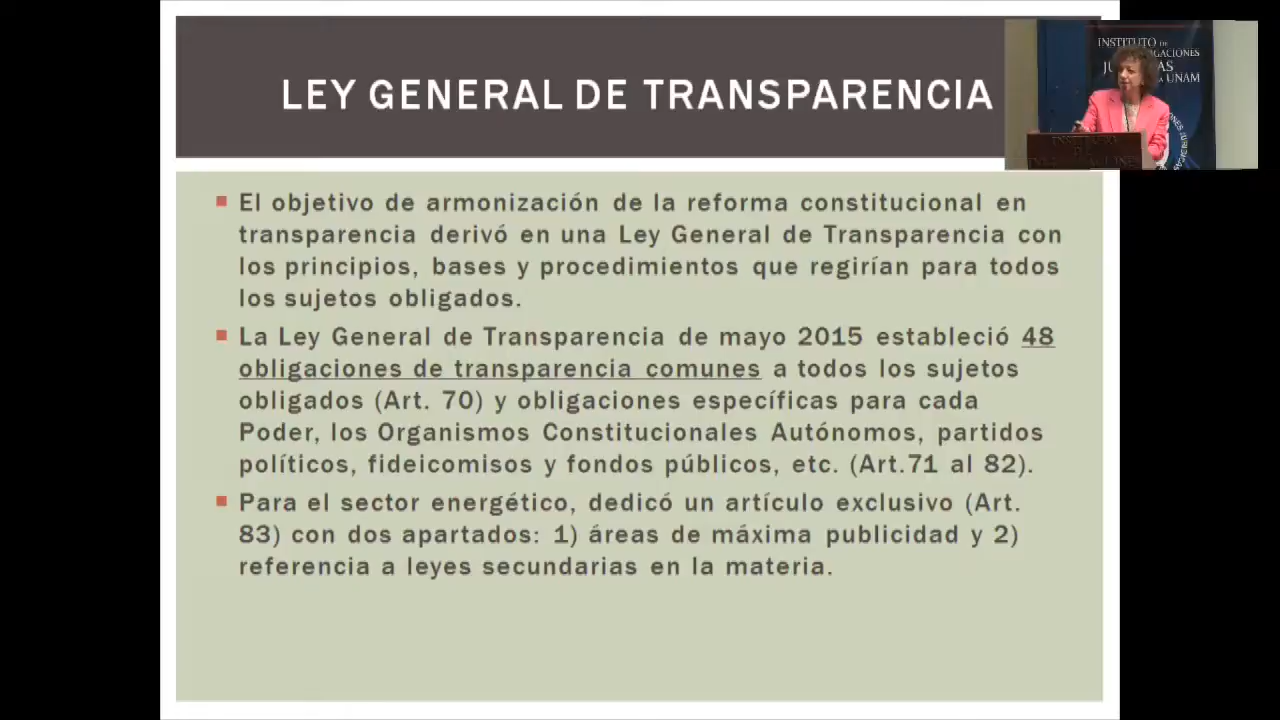 LEY GENERAL DE TRANSPARENCIA
INSTITUTO DE
UNAM
El objetivo de armonización de la reforma constitucional en
transparencia derivó en una Ley General de Transparencia con
los principios, bases y procedimientos que regirían para todos
los sujetos obligados.
La Ley General de Transparencia de mayo 2015 estableció 48
obligaciones de transparencia comunes a todos los sujetos
obligados (Art. 70) y obligaciones específicas para cada
Poder, los Organismos Constitucionales Autónomos, partidos
políticos, fideicomisos y fondos públicos, etc. (Art.71 al 82).
Para el sector energético, dedicó un artículo exclusivo (Art.
83) con dos apartados: 1) áreas de máxima publicidad y 2)
referencia a leyes secundarias en la materia.